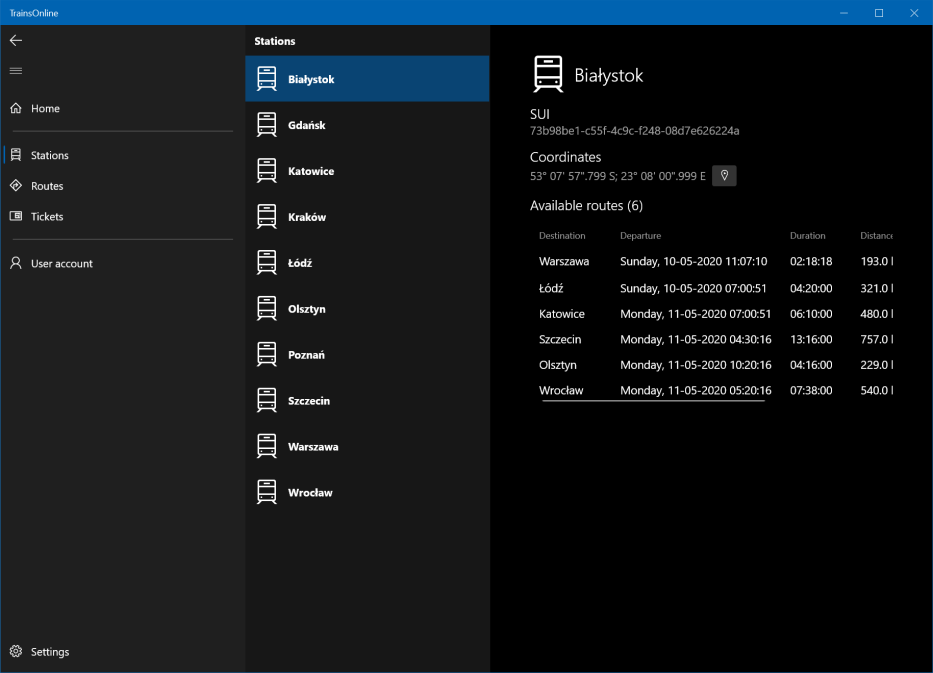 TrainsOnline
Home
Stations
Routes
Tickets
User account
Settings
Stations
Białystok
Gdańsk
Katowice
Kraków
Łódź
Olsztyn
Poznań
Szczecin
Warszawa
Wrocław
Białystok
SUI
73b98be1-c55f-4c9c-f248-08d7e626224a
Coordinates
53° 07' 57".799 S; 23° 08' 00".999 E
Available routes (6)
Destination Departure Duration Distance
Warszawa Sunday, 10-05-2020 11:07:10 02:18:18 193.0
Łódź Sunday, 10-05-2020 07:00:51 04:20:00 321.0
Katowice Monday, 11-05-2020 07:00:51 06:10:00 480.0
Szczecin Monday, 11-05-2020 04:30:16 13:16:00 757.0
Olsztyn Monday, 11-05-2020 10:20:16 04:16:00 229.0
Wrocław Monday, 11-05-2020 05:20:16 07:38:00 540.0